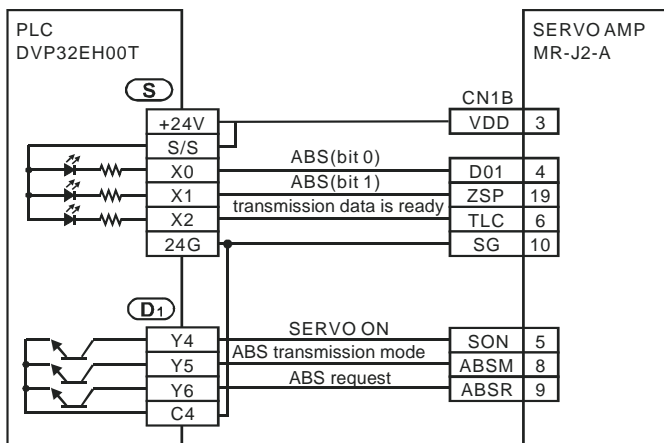 PLC
DVP32EH00T
SERVO AMP
MR-J2-A
S
CN1B
+24V
VDD 3
S/S
X0
ABS(bit 0)
D01 4
X1
ABS(bit 1)
ZSP 19
X2
transmission data is ready
TLC 6
24G
SG 10
D1
Y4
SERVO ON
SON 5
Y5
ABS transmission mode
ABSM 8
Y6
ABS request
ABSR 9
C4